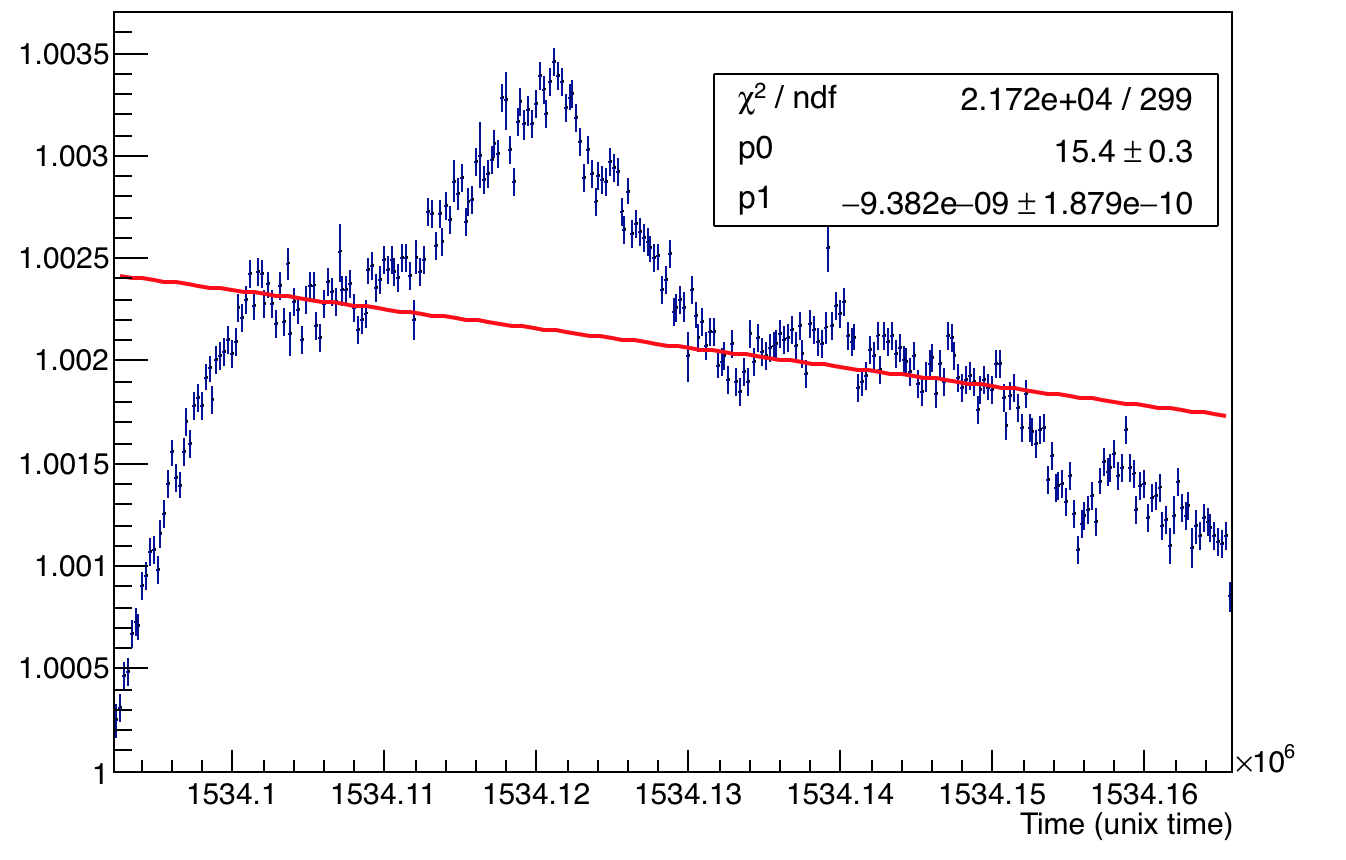 1.0035
χ² / ndf 2.172e+04 / 299
p0 15.4 ± 0.3
p1 −9.382e−09 ± 1.879e−10
1.003
1.0025
1.002
1.0015
1.001
1.0005
1
×10⁶
1534.1 1534.11 1534.12 1534.13 1534.14 1534.15 1534.16
Time (unix time)